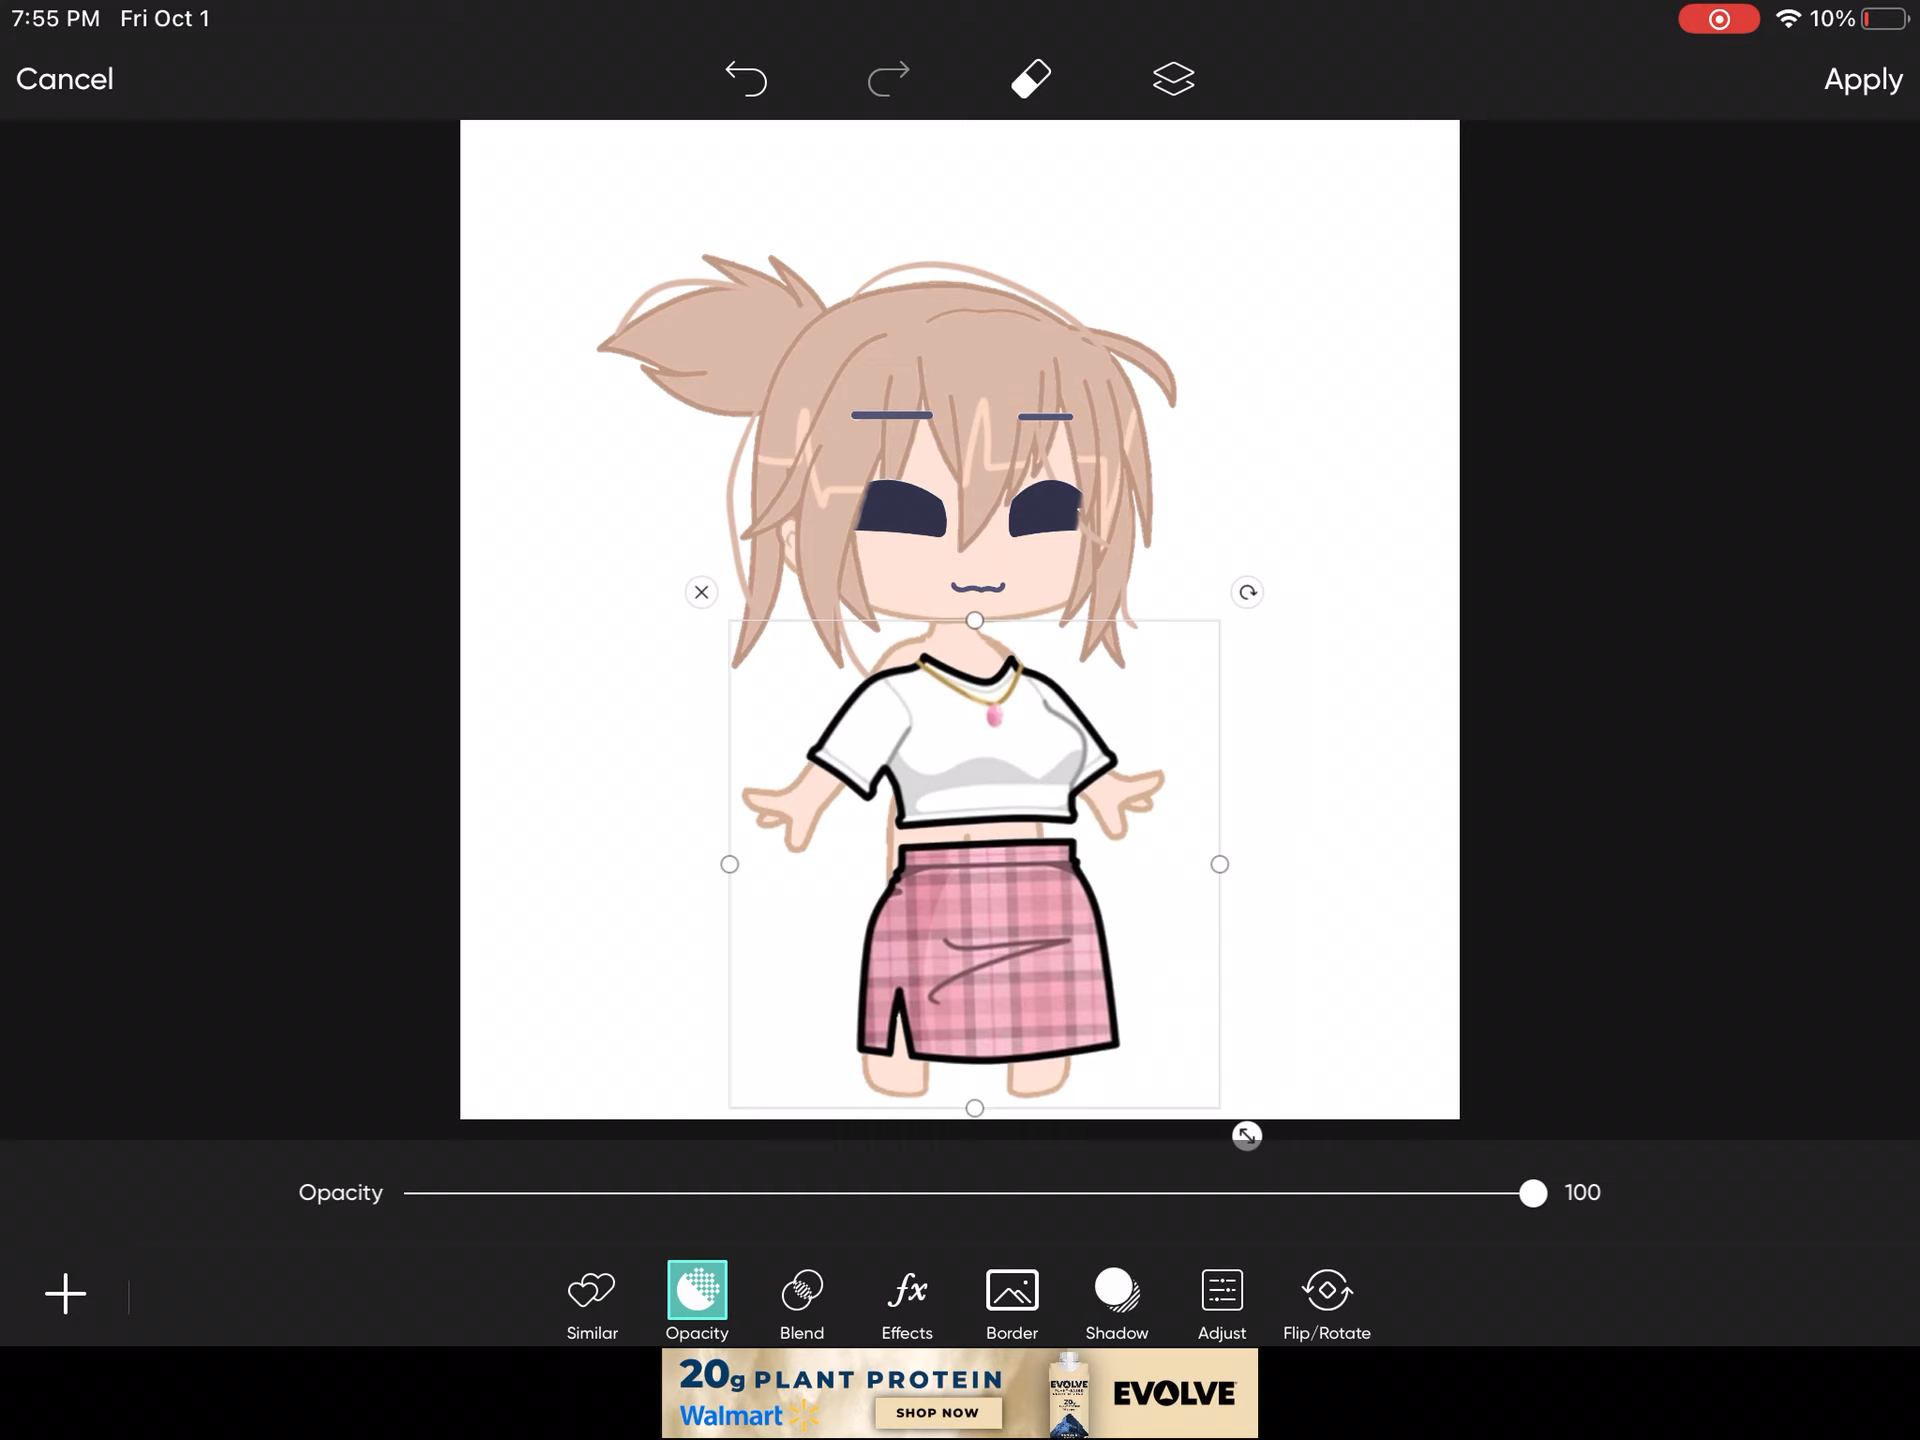 7:55 PM Fri Oct 1 10%
Cancel Apply
Opacity 100
Similar Opacity Blend Effects Border Shadow Adjust Flip/Rotate
20g PLANT PROTEIN
Walmart SHOP NOW
EVOLVE
EVOLVE